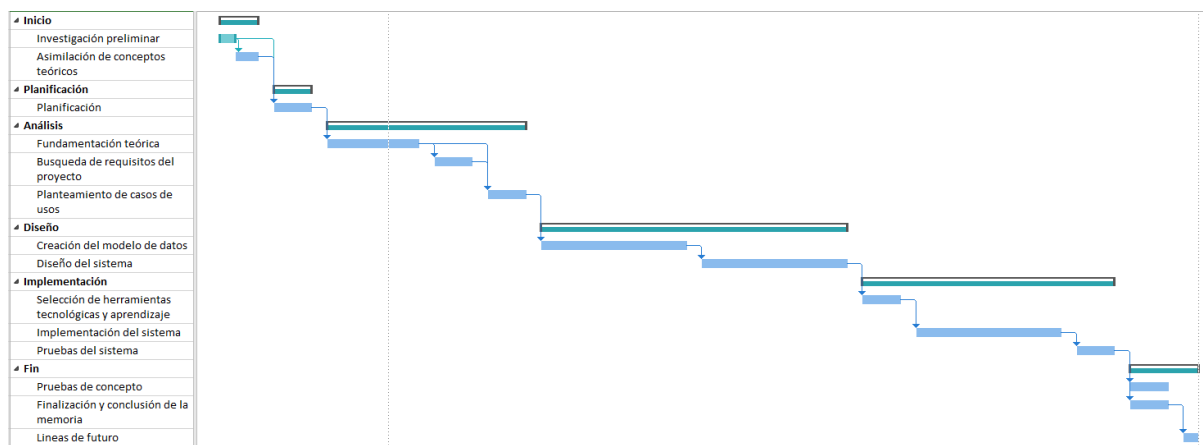 Inicio
Investigación preliminar
Asimilación de conceptos
teóricos
Planificación
Planificación
Análisis
Fundamentación teórica
Busqueda de requisitos del
proyecto
Planteamiento de casos de
usos
Diseño
Creación del modelo de datos
Diseño del sistema
Implementación
Selección de herramientas
tecnológicas y aprendizaje
Implementación del sistema
Pruebas del sistema
Fin
Pruebas de concepto
Finalización y conclusión de la
memoria
Lineas de futuro